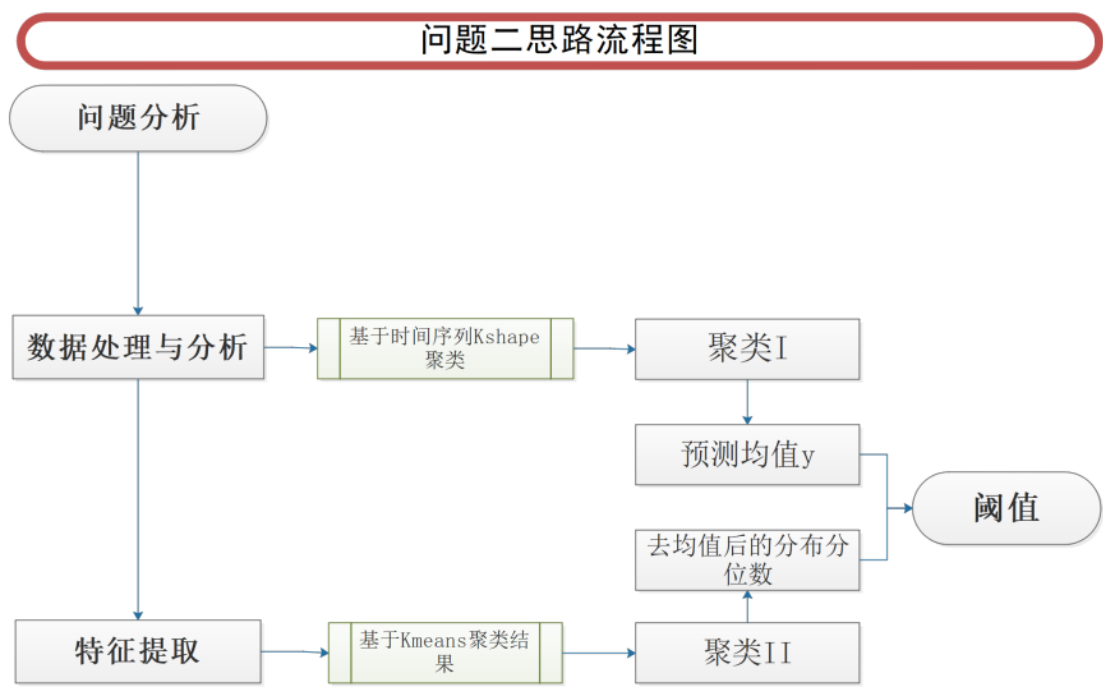 问题二思路流程图
问题分析
数据处理与分析
基于时间序列Kshape
聚类
聚类I
预测均值y
阈值
去均值后的分布分
位数
特征提取
基于Kmeans聚类结
果
聚类II